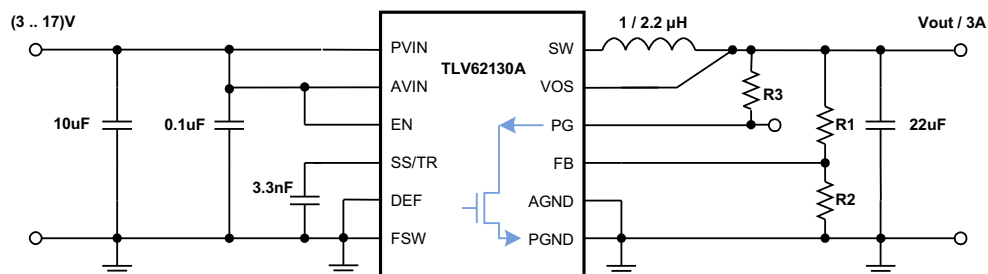 (3 .. 17)V
1 / 2.2 µH
Vout / 3A
PVIN
SW
TLV62130A
AVIN
VOS
R3
10uF
0.1uF
EN
PG
R1
22uF
SS/TR
FB
3.3nF
DEF
AGND
R2
FSW
PGND